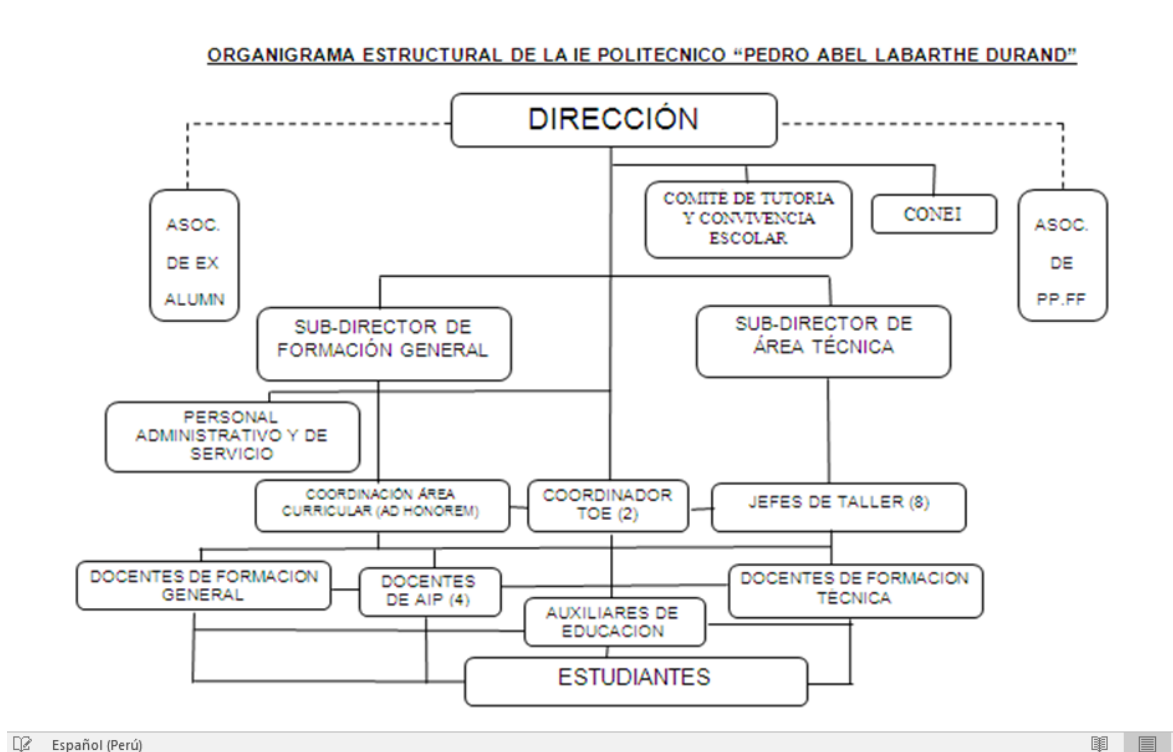 ORGANIGRAMA ESTRUCTURAL DE LA IE POLITECNICO “PEDRO ABEL LABARTHE DURAND”
DIRECCIÓN
COMITÉ DE TUTORIA
Y CONVIVENCIA
ESCOLAR
CONEI
ASOC.
DE EX
ALUMN
ASOC.
DE
PP.FF
SUB-DIRECTOR DE
FORMACIÓN GENERAL
SUB-DIRECTOR DE
ÁREA TÉCNICA
PERSONAL
ADMINISTRATIVO Y DE
SERVICIO
COORDINACIÓN ÁREA
CURRICULAR (AD HONOREM)
COORDINADOR
TOE (2)
JEFES DE TALLER (8)
DOCENTES DE FORMACION
GENERAL
DOCENTES
DE AIP (4)
DOCENTES DE FORMACION
TÉCNICA
AUXILIARES DE
EDUCACION
ESTUDIANTES
Español (Perú)